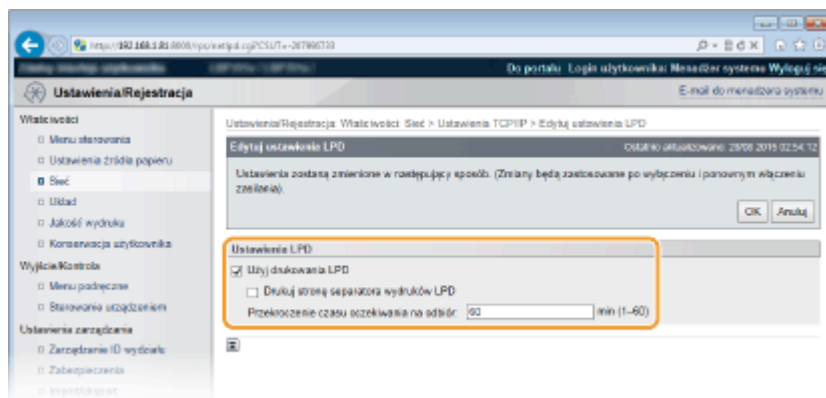 Do portalu Login użytkownika: Menedżer systemu Wyloguj się
Ustawienia/Rejestracja
E-mail do menedżera systemu
Właściwości
Menu sterowania
Ustawienia źródła papieru
Sieć
Układ
Jakość wydruku
Konserwacja użytkownika
Wyjście/Kontrola
Menu podręczne
Sterowanie urządzeniem
Ustawienia zarządzania
Zarządzanie ID wydziału
Zabezpieczenia
Import/Eksport
Ustawienia/Rejestracja: Właściwości: Sieć > Ustawienia TCP/IP > Edytuj ustawienia LPD
Edytuj ustawienia LPD
Ostatnio aktualizowano: 28/08 2015 02:54:12
Ustawienia zostaną zmienione w następujący sposób. (Zmiany będą zastosowane po wyłączeniu i ponownym włączeniu
zasilania).
OK Anuluj
Ustawienia LPD
Użyj drukowania LPD
Drukuj stronę separatora wydruków LPD
Przekroczenie czasu oczekiwania na odbiór: 60 min (1–60)